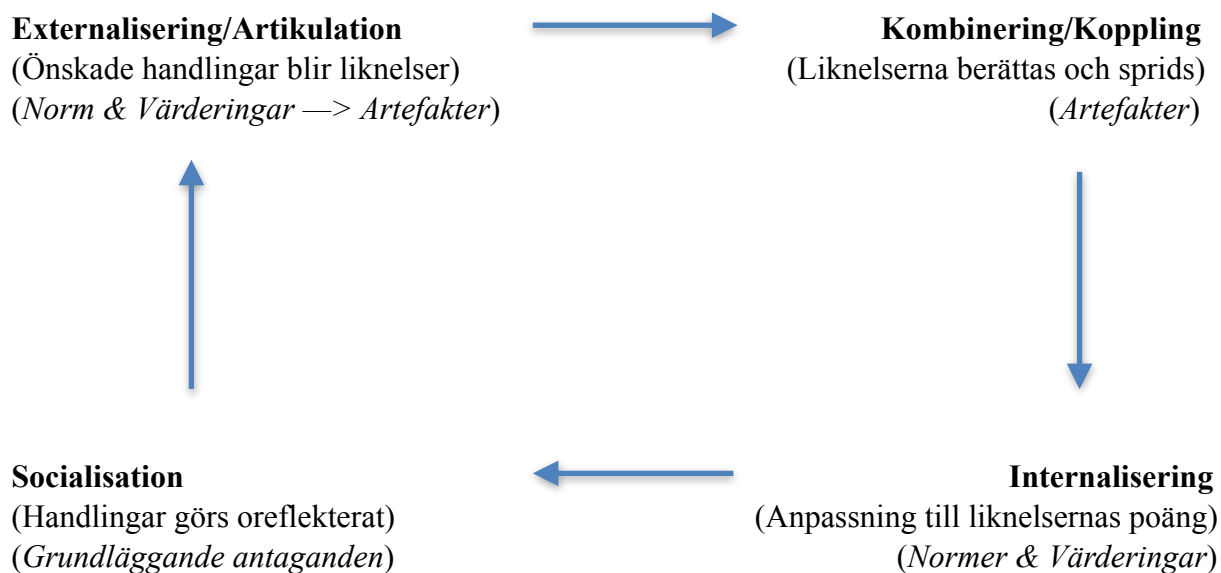 Externalisering/Artikulation
(Önskade handlingar blir liknelser)
(Norm & Värderingar —> Artefakter)
Kombinering/Koppling
(Liknelserna berättas och sprids)
(Artefakter)
Socialisation
(Handlingar görs oreflekterat)
(Grundläggande antaganden)
Internalisering
(Anpassning till liknelsernas poäng)
(Normer & Värderingar)